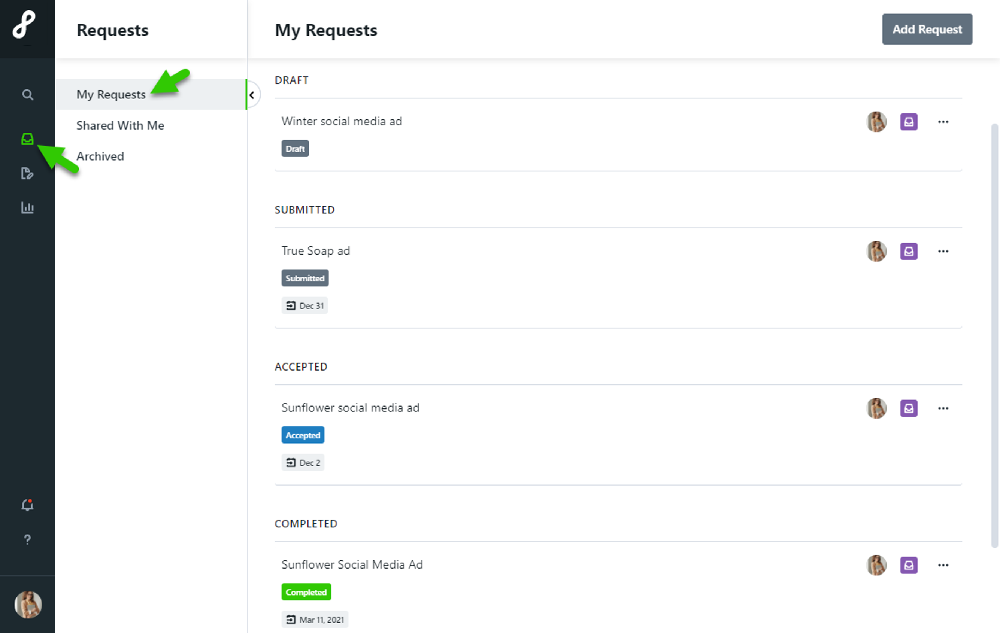 Requests
My Requests
Add Request
My Requests
Shared With Me
Archived
DRAFT
Winter social media ad
Draft
SUBMITTED
True Soap ad
Submitted
Dec 31
ACCEPTED
Sunflower social media ad
Accepted
Dec 2
COMPLETED
Sunflower Social Media Ad
Completed
Mar 11, 2021